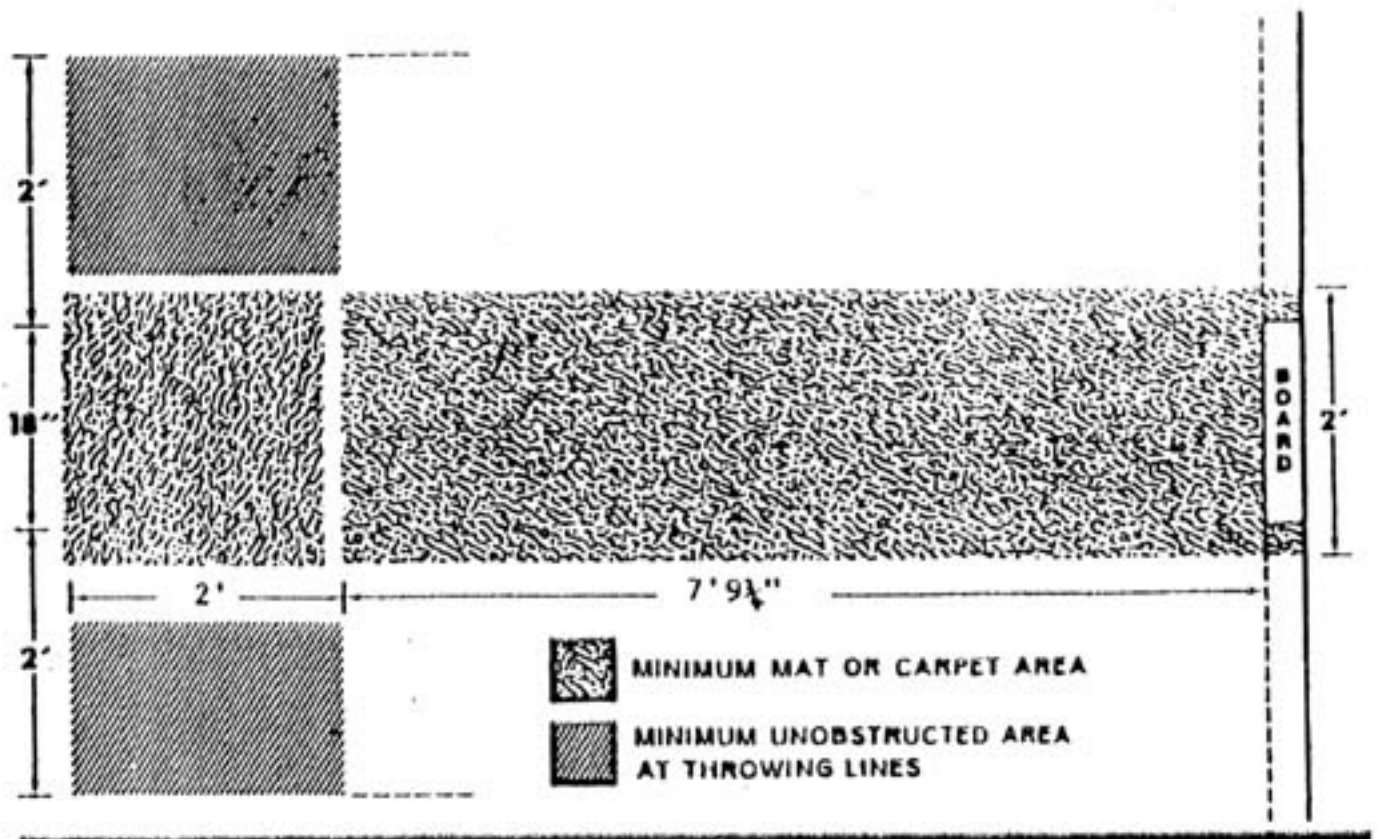 2'
18"
2'
2'
7'9¼"
BOARD
2'
MINIMUM MAT OR CARPET AREA
MINIMUM UNOBSTRUCTED AREA
AT THROWING LINES